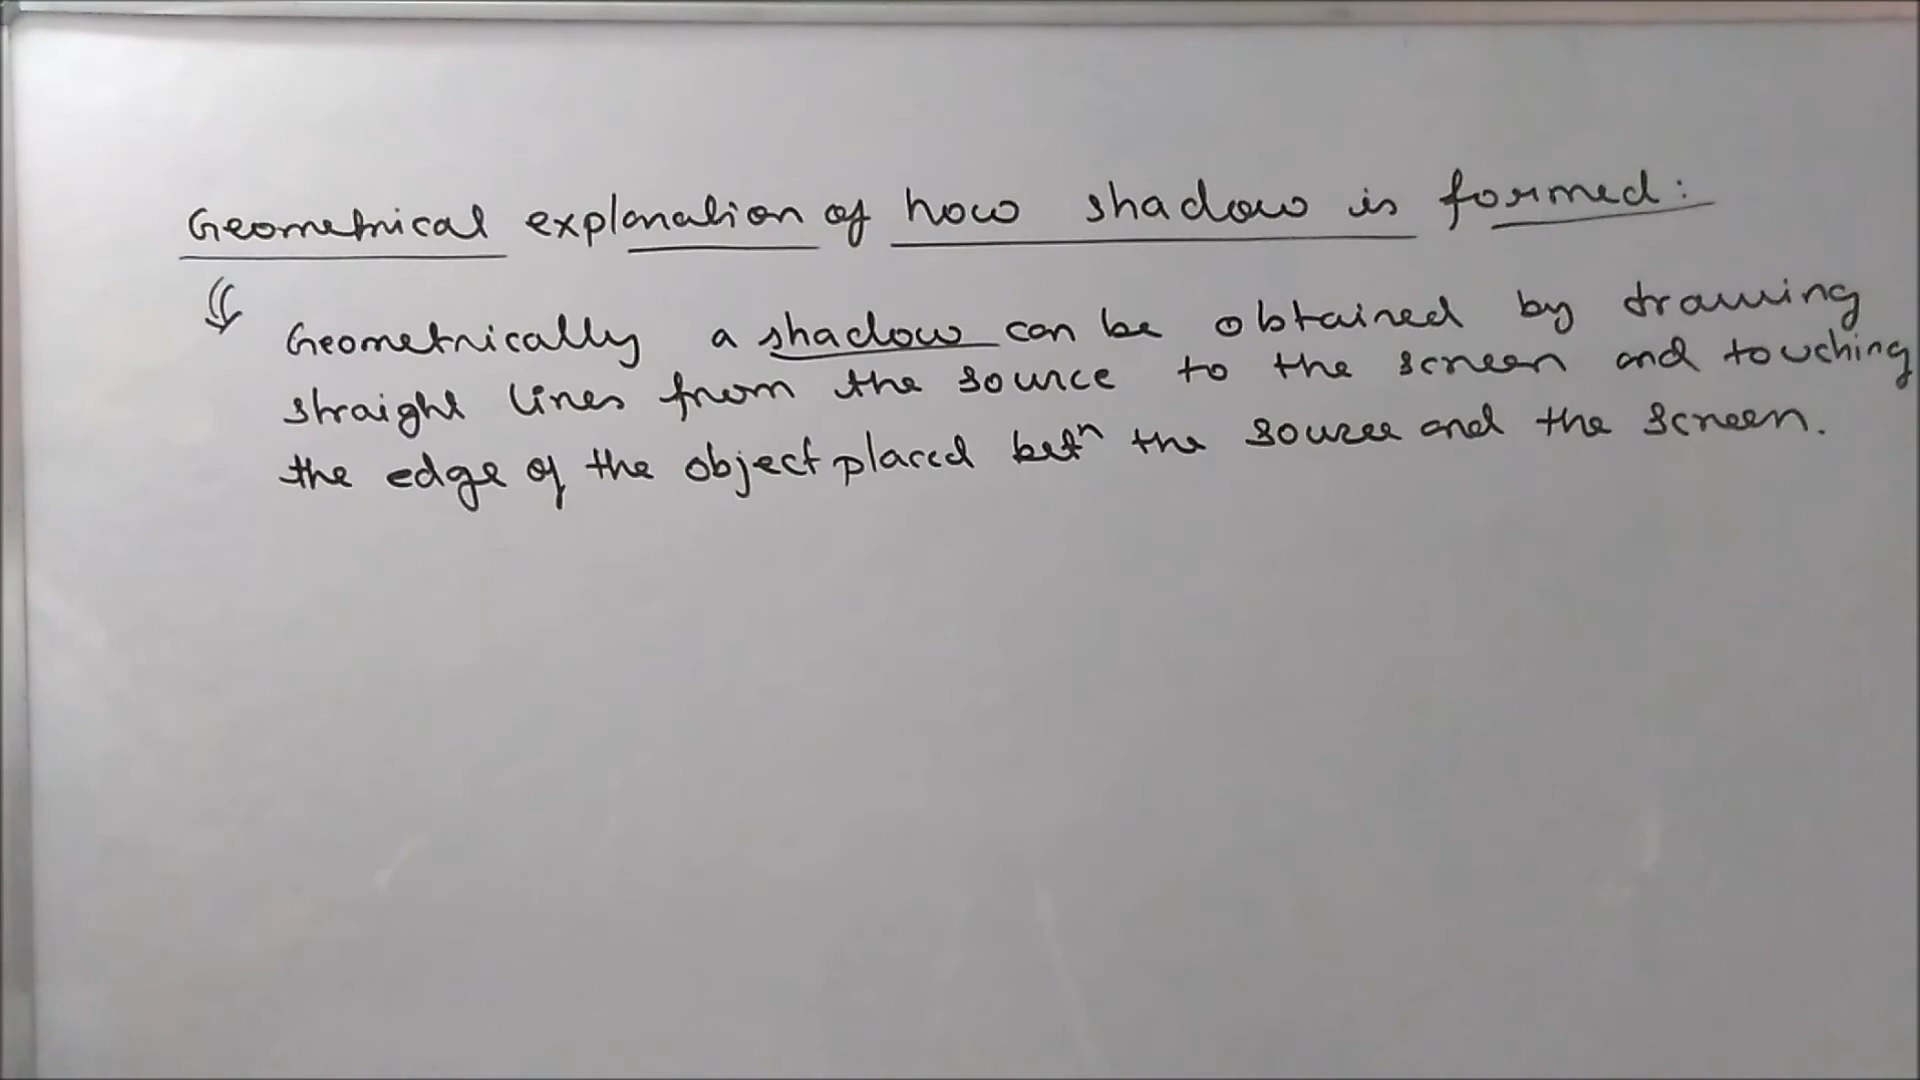 Geometrical explanation of how shadow is formed:
Geometrically a shadow can be obtained by drawing
straight lines from the source to the screen and touching
the edge of the object placed betⁿ the source and the screen.